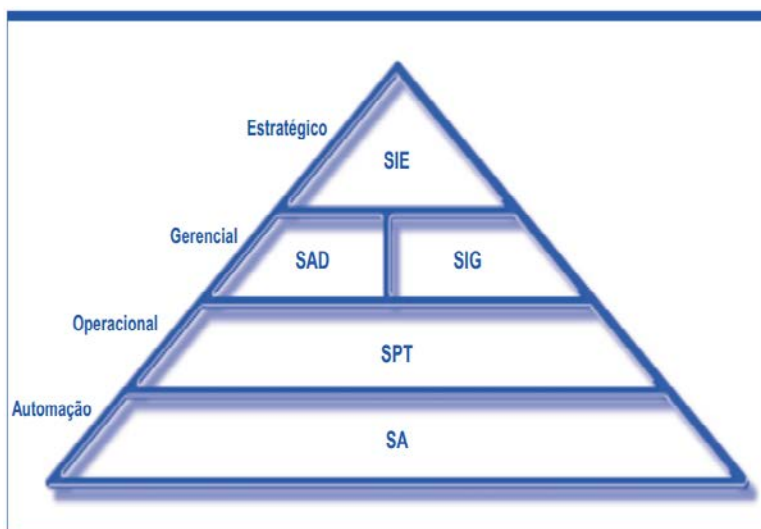 Estratégico
SIE
Gerencial
SAD
SIG
Operacional
SPT
Automação
SA